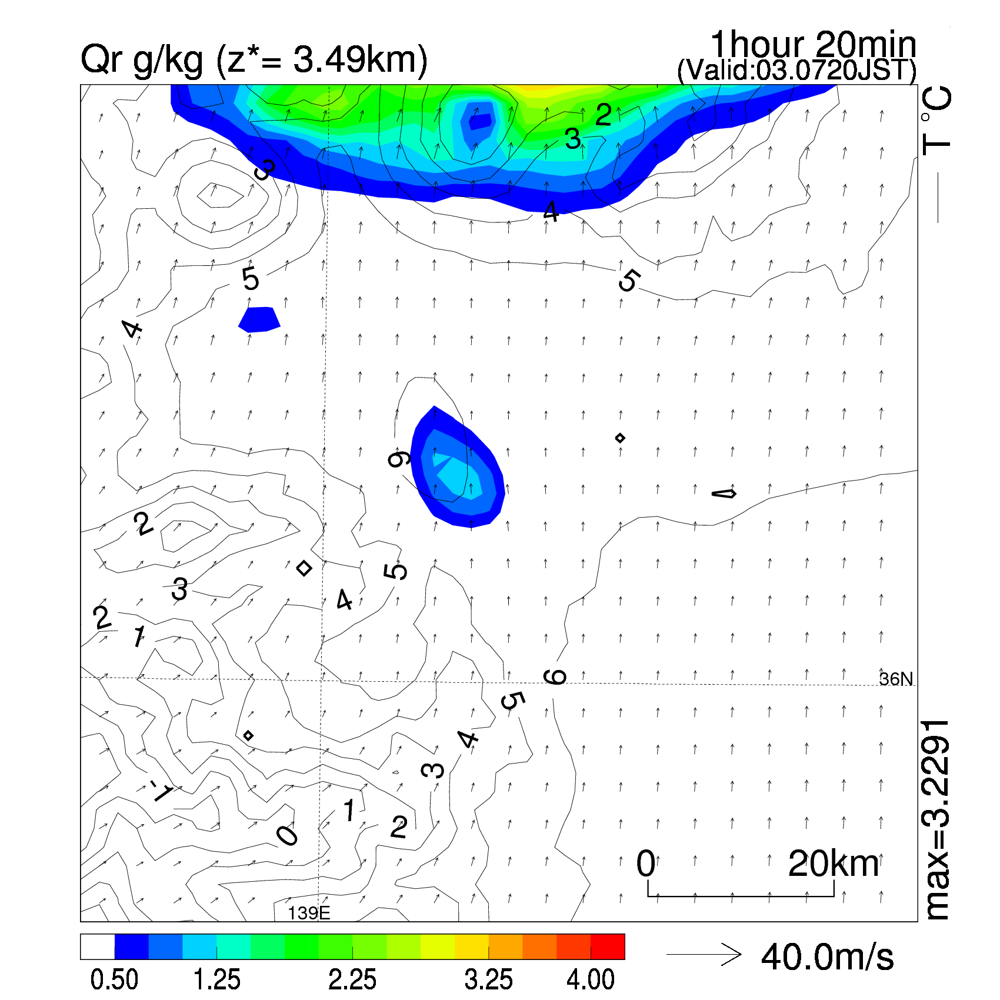 1hour 20min
Qr g/kg (z*= 3.49km)
(Valid:03.0720JST)
T °C
2
3
3
4
5
5
4
6
2
5
3
4
2
1
36N
6
5
4
3
-1
1
2
0
0 20km
139E
max=3.2291
0.50 1.25 2.25 3.25 4.00
40.0m/s